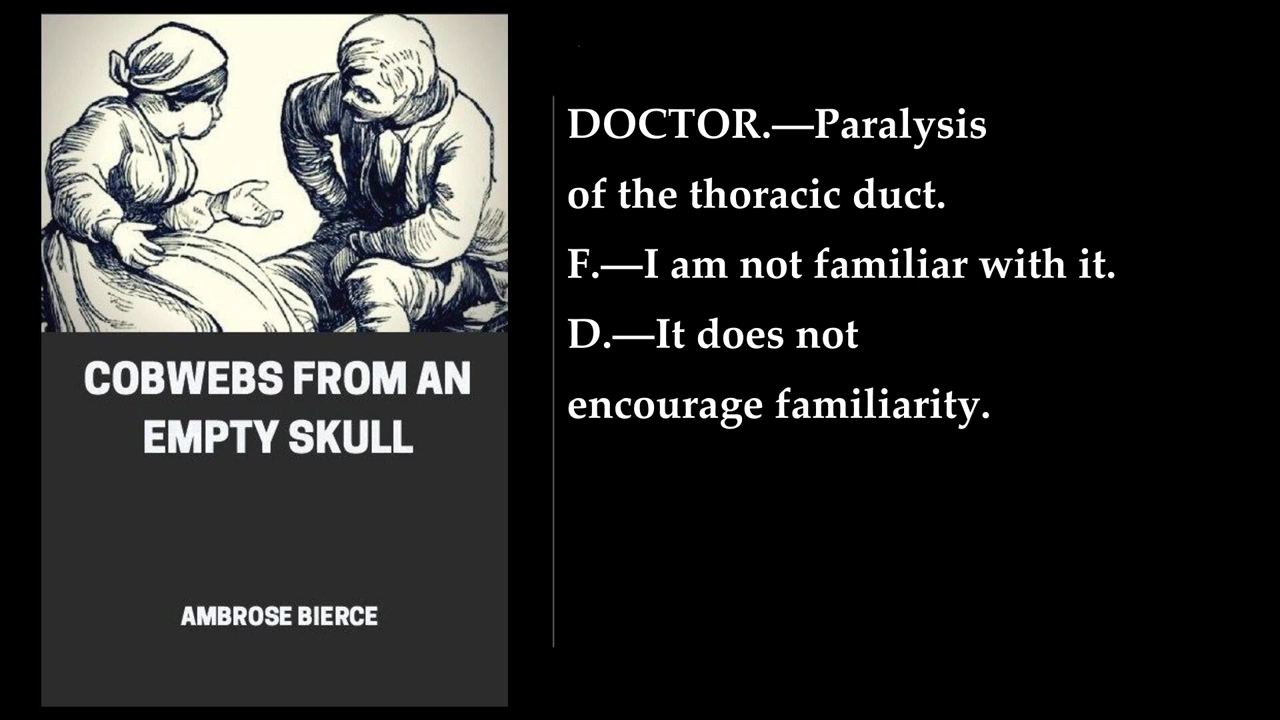 COBWEBS FROM AN
EMPTY SKULL
AMBROSE BIERCE
DOCTOR.—Paralysis
of the thoracic duct.
F.—I am not familiar with it.
D.—It does not
encourage familiarity.